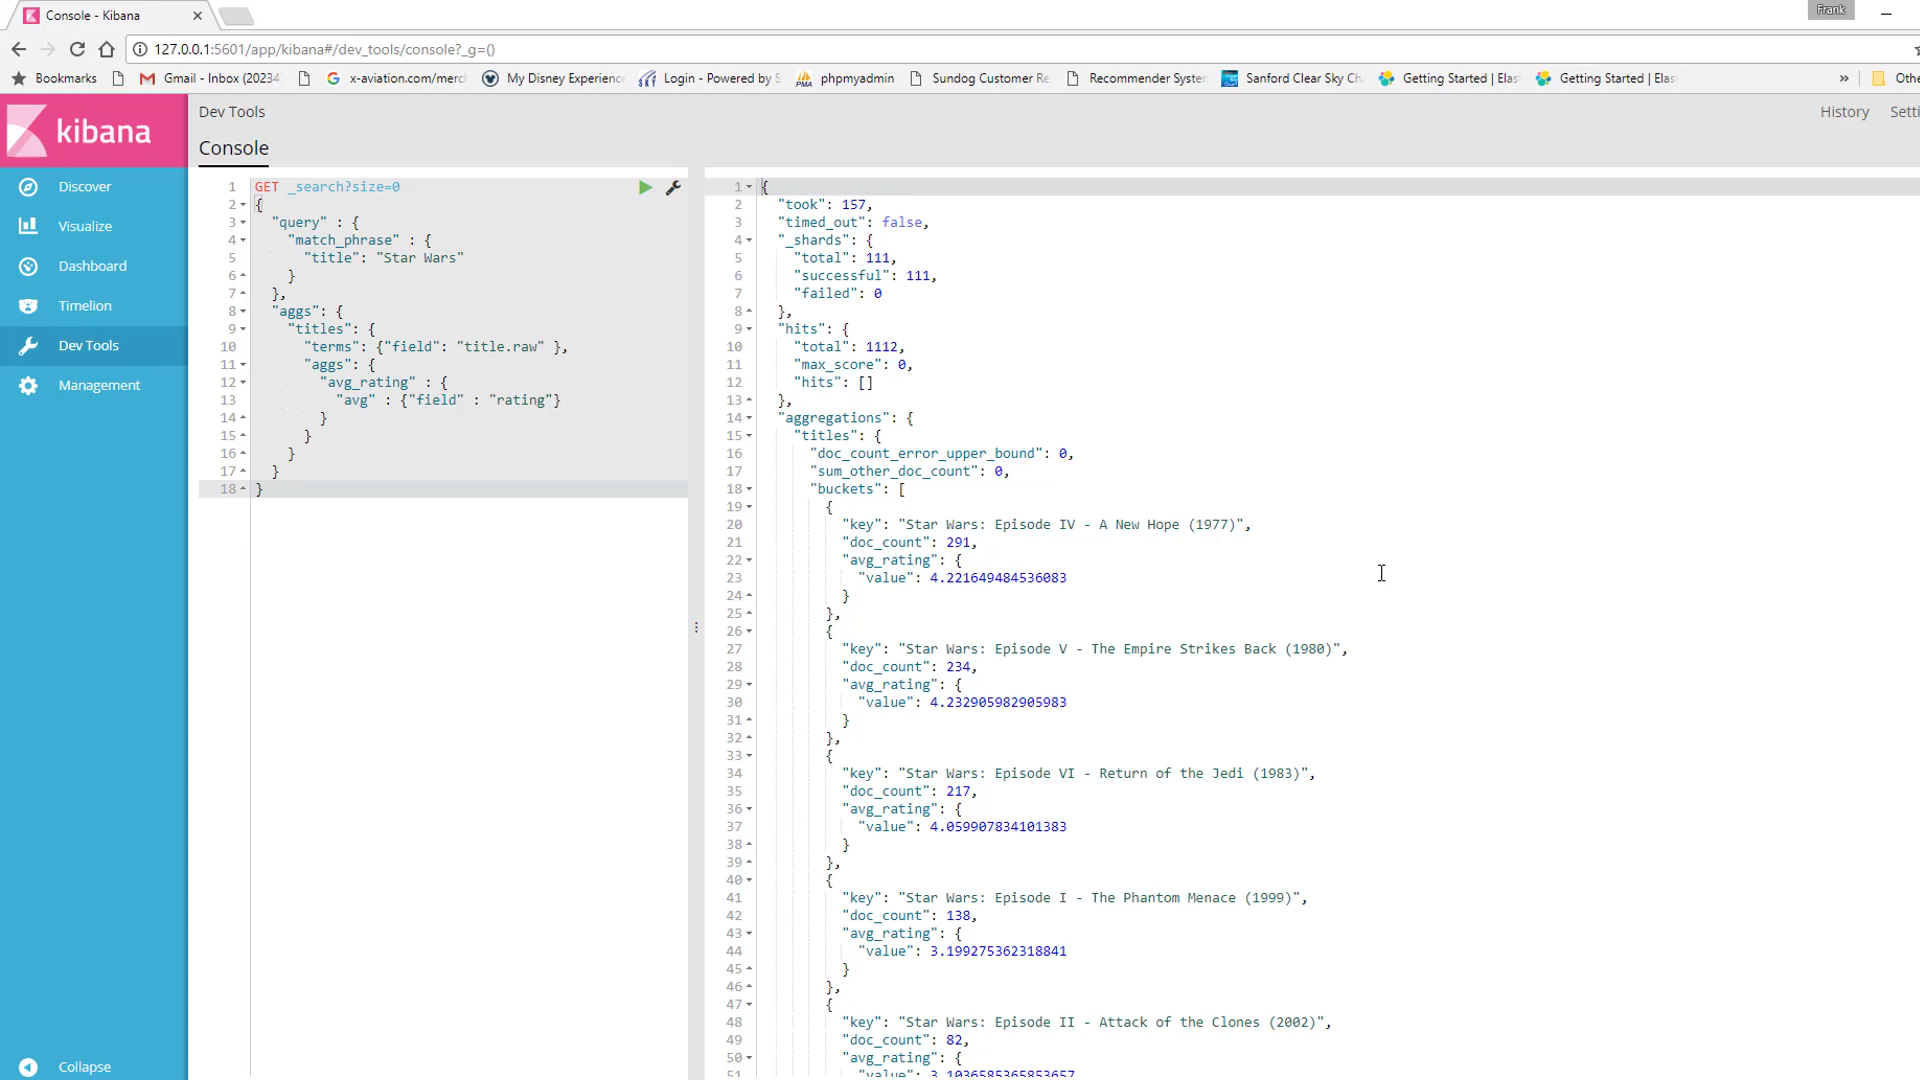 Console - Kibana
Frank
127.0.0.1:5601/app/kibana#/dev_tools/console?_g=()
Bookmarks Gmail - Inbox (20234 x-aviation.com/merc My Disney Experience Login - Powered by S phpmyadmin Sundog Customer Re Recommender Syste Sanford Clear Sky Ch Getting Started | Elas Getting Started | Elas » Othe
kibana
Discover
Visualize
Dashboard
Timelion
Dev Tools
Management
Collapse
Dev Tools
History Setti
Console
1 GET _search?size=0
2 {
3 "query" : {
4 "match_phrase" : {
5 "title": "Star Wars"
6 }
7 },
8 "aggs": {
9 "titles": {
10 "terms": {"field": "title.raw" },
11 "aggs": {
12 "avg_rating" : {
13 "avg" : {"field" : "rating"}
14 }
15 }
16 }
17 }
18 }
1 {
2 "took": 157,
3 "timed_out": false,
4 "_shards": {
5 "total": 111,
6 "successful": 111,
7 "failed": 0
8 },
9 "hits": {
10 "total": 1112,
11 "max_score": 0,
12 "hits": []
13 },
14 "aggregations": {
15 "titles": {
16 "doc_count_error_upper_bound": 0,
17 "sum_other_doc_count": 0,
18 "buckets": [
19 {
20 "key": "Star Wars: Episode IV - A New Hope (1977)",
21 "doc_count": 291,
22 "avg_rating": {
23 "value": 4.221649484536083
24 }
25 },
26 {
27 "key": "Star Wars: Episode V - The Empire Strikes Back (1980)",
28 "doc_count": 234,
29 "avg_rating": {
30 "value": 4.232905982905983
31 }
32 },
33 {
34 "key": "Star Wars: Episode VI - Return of the Jedi (1983)",
35 "doc_count": 217,
36 "avg_rating": {
37 "value": 4.059907834101383
38 }
39 },
40 {
41 "key": "Star Wars: Episode I - The Phantom Menace (1999)",
42 "doc_count": 138,
43 "avg_rating": {
44 "value": 3.199275362318841
45 }
46 },
47 {
48 "key": "Star Wars: Episode II - Attack of the Clones (2002)",
49 "doc_count": 82,
50 "avg_rating": {
51 "value": 3.1036585365853657